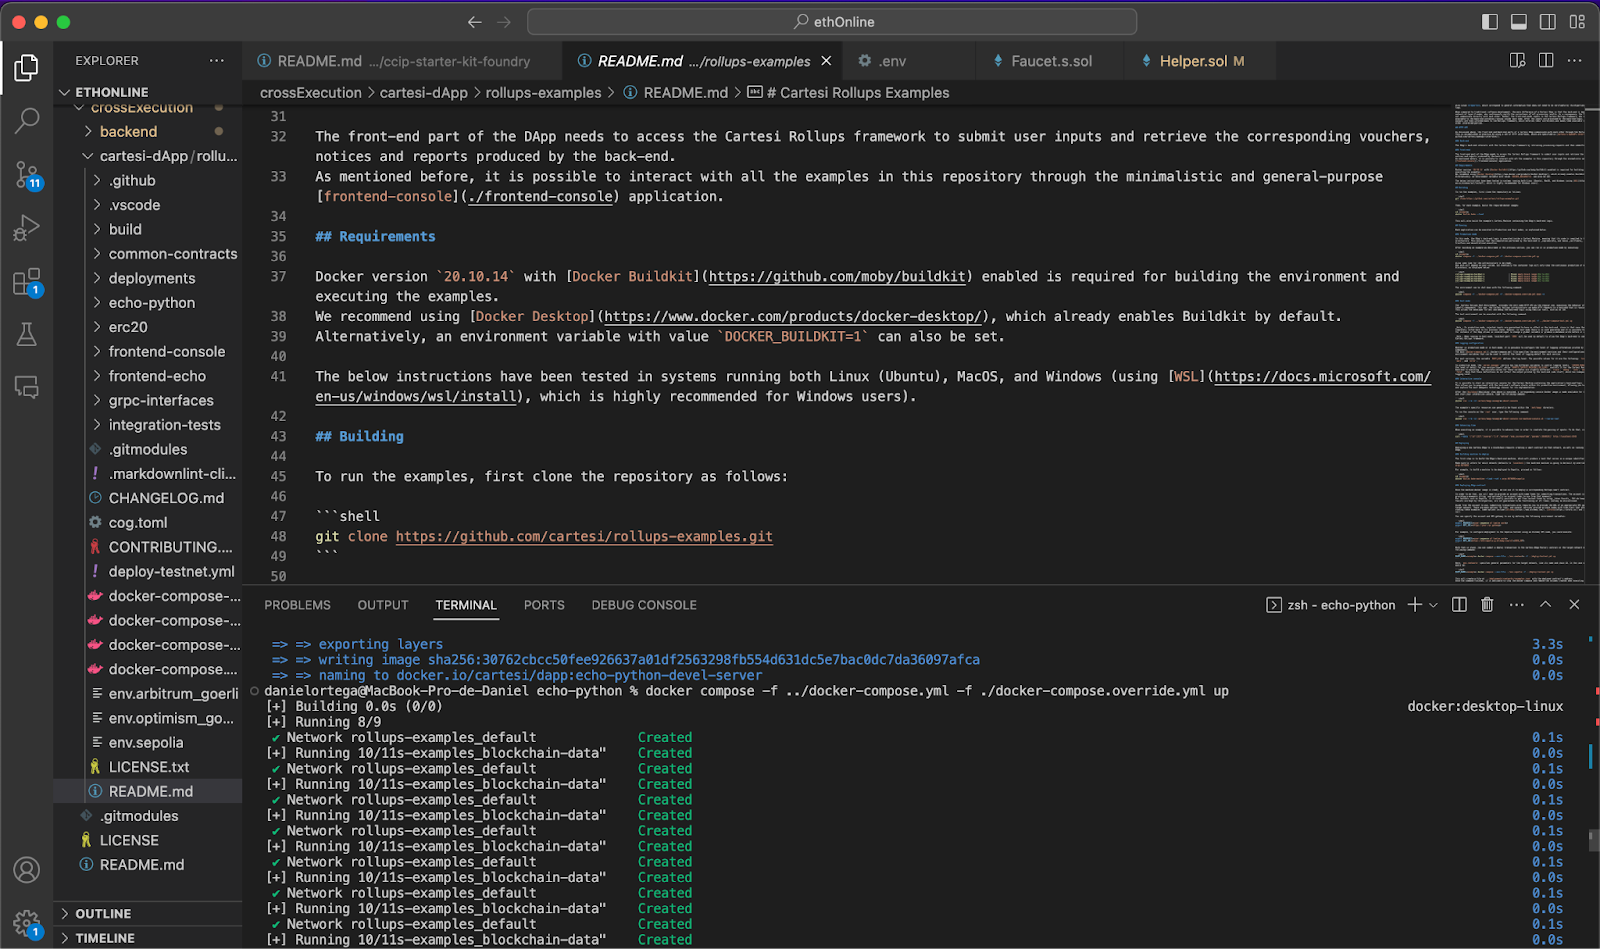 ethOnline
EXPLORER
README.md .../ccip-starter-kit-foundry
README.md .../rollups-examples
.env
Faucet.s.sol
Helper.sol M
ETHONLINE
crossExecution > cartesi-dApp > rollups-examples > README.md > # Cartesi Rollups Examples
crossExecution
backend
cartesi-dApp/rollu...
.github
.vscode
build
common-contracts
deployments
echo-python
erc20
frontend-console
frontend-echo
grpc-interfaces
integration-tests
.gitmodules
.markdownlint-cli...
CHANGELOG.md
cog.toml
CONTRIBUTING....
deploy-testnet.yml
docker-compose-...
docker-compose-...
docker-compose-...
docker-compose....
env.arbitrum_goerli
env.optimism_go...
env.sepolia
LICENSE.txt
README.md
.gitmodules
LICENSE
README.md
OUTLINE
TIMELINE
11
1
1
31
32 The front-end part of the DApp needs to access the Cartesi Rollups framework to submit user inputs and retrieve the corresponding vouchers,
notices and reports produced by the back-end.
33 As mentioned before, it is possible to interact with all the examples in this repository through the minimalistic and general-purpose
[frontend-console](./frontend-console) application.
34
35 ## Requirements
36
37 Docker version `20.10.14` with [Docker Buildkit](https://github.com/moby/buildkit) enabled is required for building the environment and
executing the examples.
38 We recommend using [Docker Desktop](https://www.docker.com/products/docker-desktop/), which already enables Buildkit by default.
39 Alternatively, an environment variable with value `DOCKER_BUILDKIT=1` can also be set.
40
41 The below instructions have been tested in systems running both Linux (Ubuntu), MacOS, and Windows (using [WSL](https://docs.microsoft.com/
en-us/windows/wsl/install), which is highly recommended for Windows users).
42
43 ## Building
44
45 To run the examples, first clone the repository as follows:
46
47 ```shell
48 git clone https://github.com/cartesi/rollups-examples.git
49 ```
50
PROBLEMS OUTPUT TERMINAL PORTS DEBUG CONSOLE
zsh - echo-python
=> => exporting layers 3.3s
=> => writing image sha256:30762cbcc50fee926637a01df2563298fb554d631dc5e7bac0dc7da36097afca 0.0s
=> => naming to docker.io/cartesi/dapp:echo-python-devel-server 0.0s
danielortega@MacBook-Pro-de-Daniel echo-python % docker compose -f ../docker-compose.yml -f ./docker-compose.override.yml up
[+] Building 0.0s (0/0) docker:desktop-linux
[+] Running 8/9
✔ Network rollups-examples_default Created 0.1s
[+] Running 10/11s-examples_blockchain-data" Created 0.0s
✔ Network rollups-examples_default Created 0.1s
[+] Running 10/11s-examples_blockchain-data" Created 0.0s
✔ Network rollups-examples_default Created 0.1s
[+] Running 10/11s-examples_blockchain-data" Created 0.0s
✔ Network rollups-examples_default Created 0.1s
[+] Running 10/11s-examples_blockchain-data" Created 0.0s
✔ Network rollups-examples_default Created 0.1s
[+] Running 10/11s-examples_blockchain-data" Created 0.0s
✔ Network rollups-examples_default Created 0.1s
[+] Running 10/11s-examples_blockchain-data" Created 0.0s
✔ Network rollups-examples_default Created 0.1s
[+] Running 10/11s-examples_blockchain-data" Created 0.0s